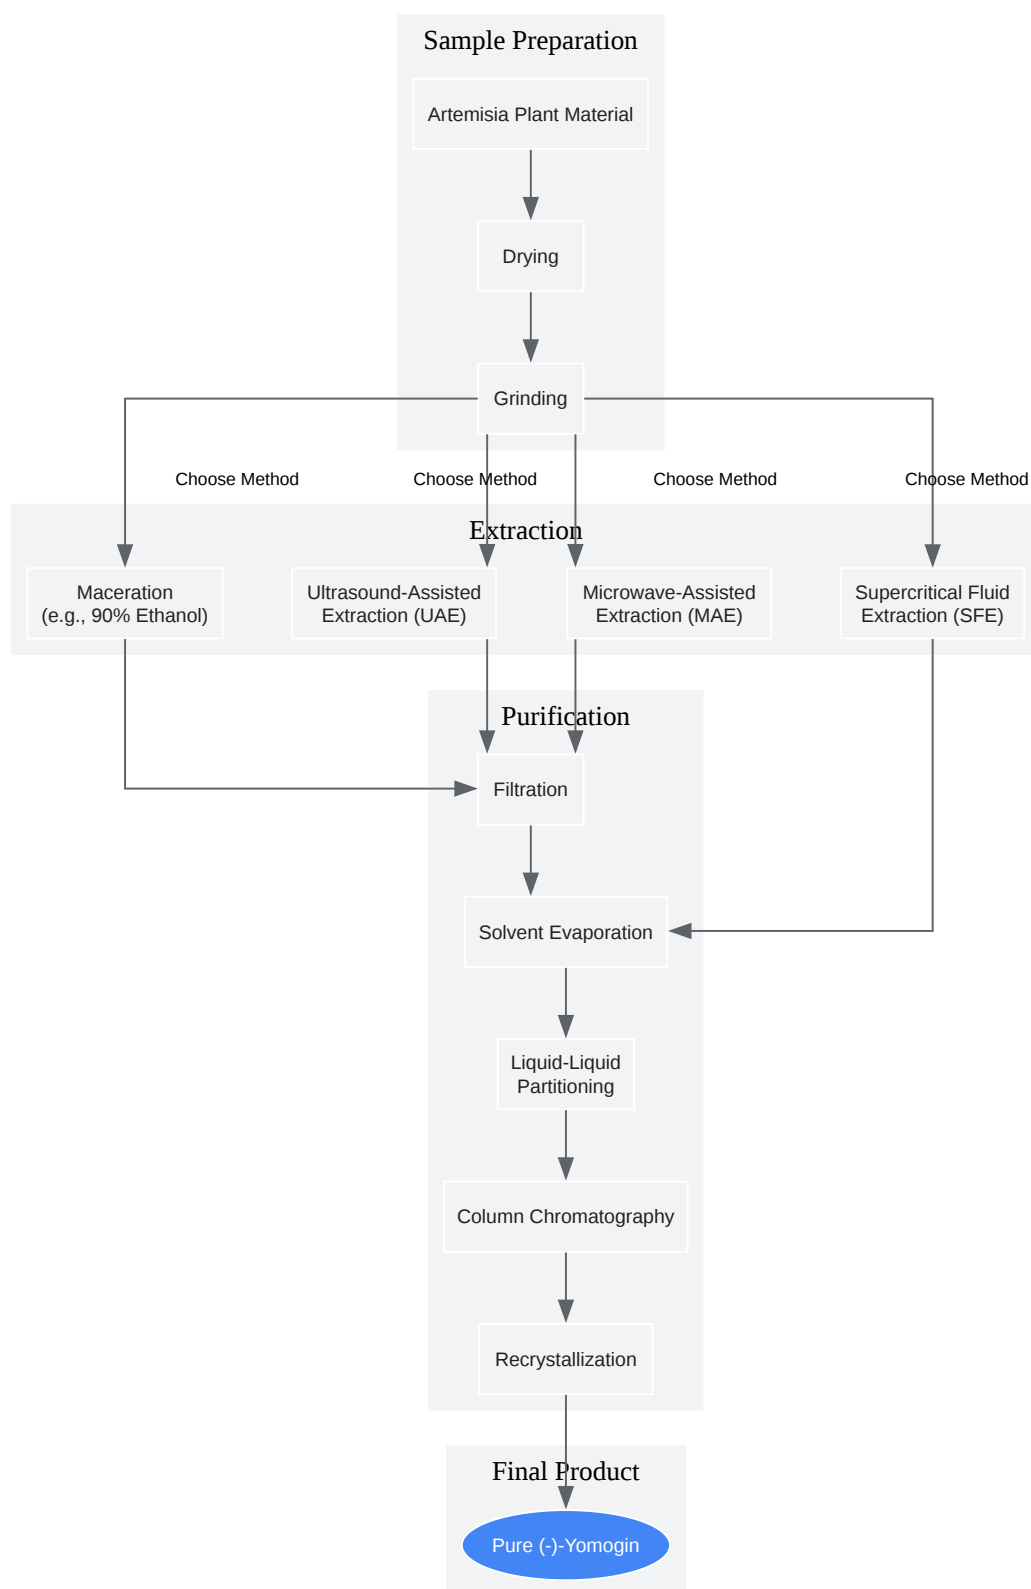 Sample Preparation
Artemisia Plant Material
Drying
Grinding
Choose Method
Choose Method
Choose Method
Choose Method
Extraction
Maceration
(e.g., 90% Ethanol)
Ultrasound-Assisted
Extraction (UAE)
Microwave-Assisted
Extraction (MAE)
Supercritical Fluid
Extraction (SFE)
Purification
Filtration
Solvent Evaporation
Liquid-Liquid
Partitioning
Column Chromatography
Recrystallization
Final Product
Pure (-)-Yomogin